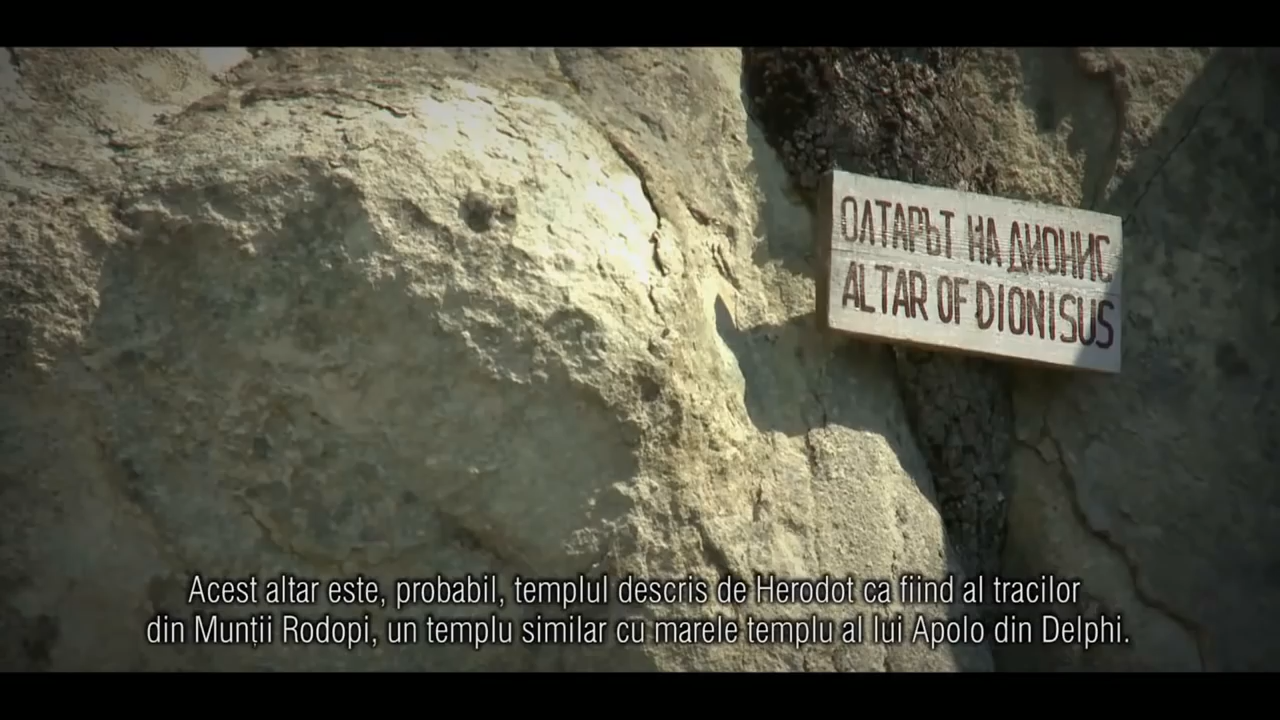 ОЛТАРЪТ НА ДИОНИС
ALTAR OF DIONISUS
Acest altar este, probabil, templul descris de Herodot ca fiind al tracilor
din Munții Rodopi, un templu similar cu marele templu al lui Apolo din Delphi.